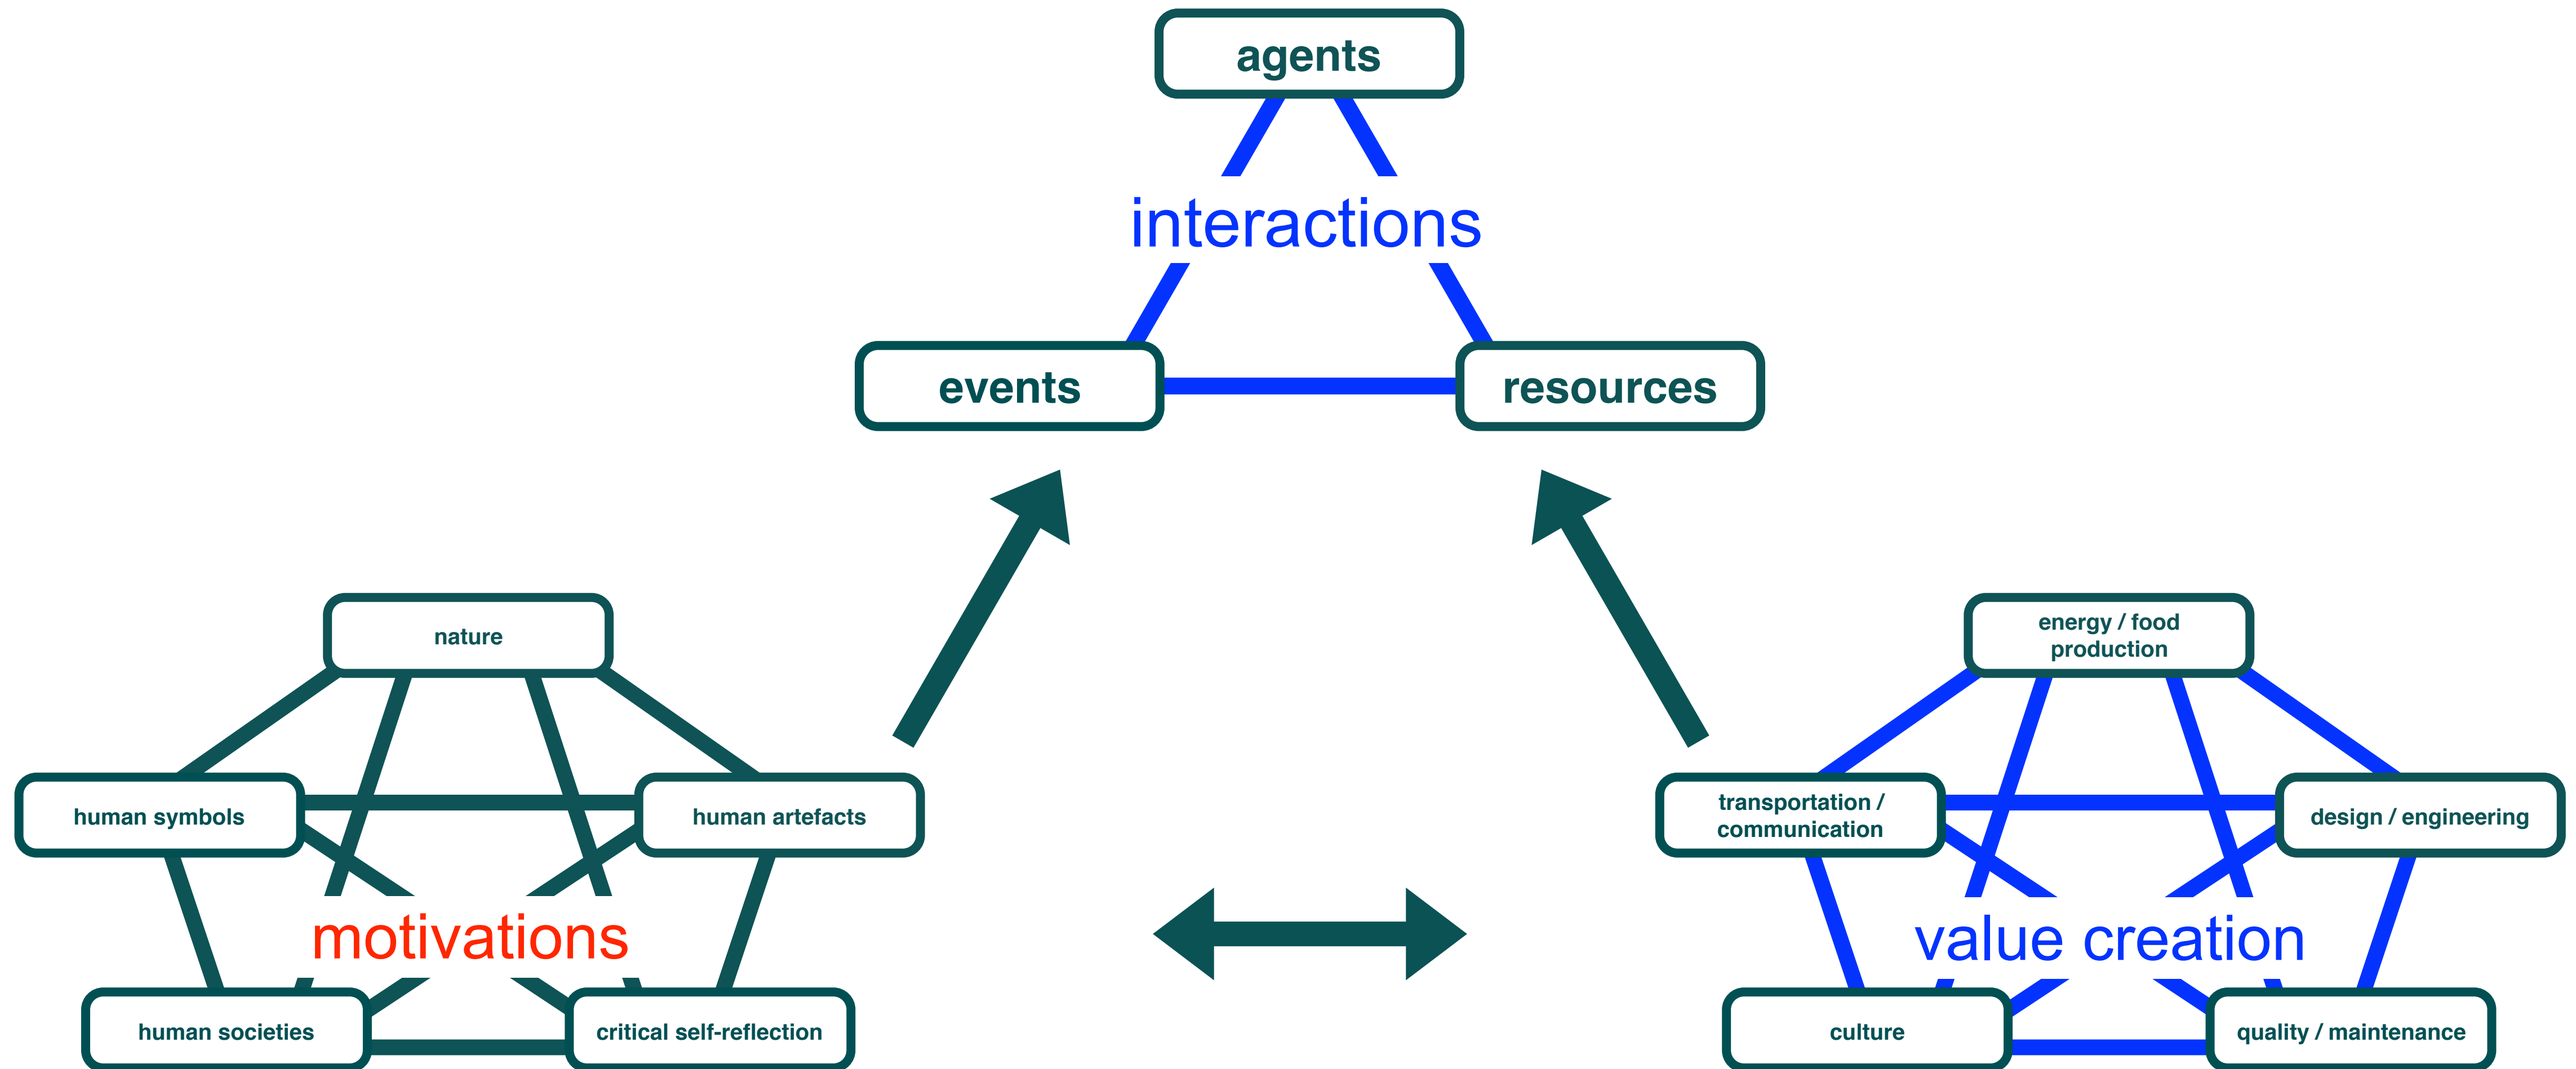 agents
interactions
events
resources
nature
human symbols
human artefacts
motivations
human societies
critical self-reflection
energy / food
production
transportation /
communication
design / engineering
value creation
culture
quality / maintenance